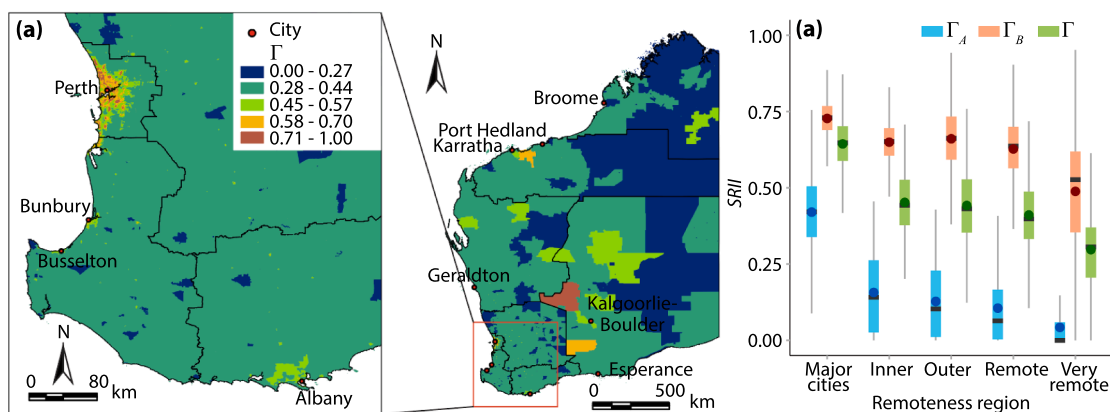 (a)
City
Γ
0.00 - 0.27
0.28 - 0.44
0.45 - 0.57
0.58 - 0.70
0.71 - 1.00
Perth
Bunbury
Busselton
Albany
N
0 80 km
N
Broome
Port Hedland
Karratha
Geraldton
Kalgoorlie-
Boulder
Esperance
0 500
km
(a)
Γ_A Γ_B Γ
SRII
1.00
0.75
0.50
0.25
0.00
Major cities
Inner
Outer
Remote
Very remote
Remoteness region